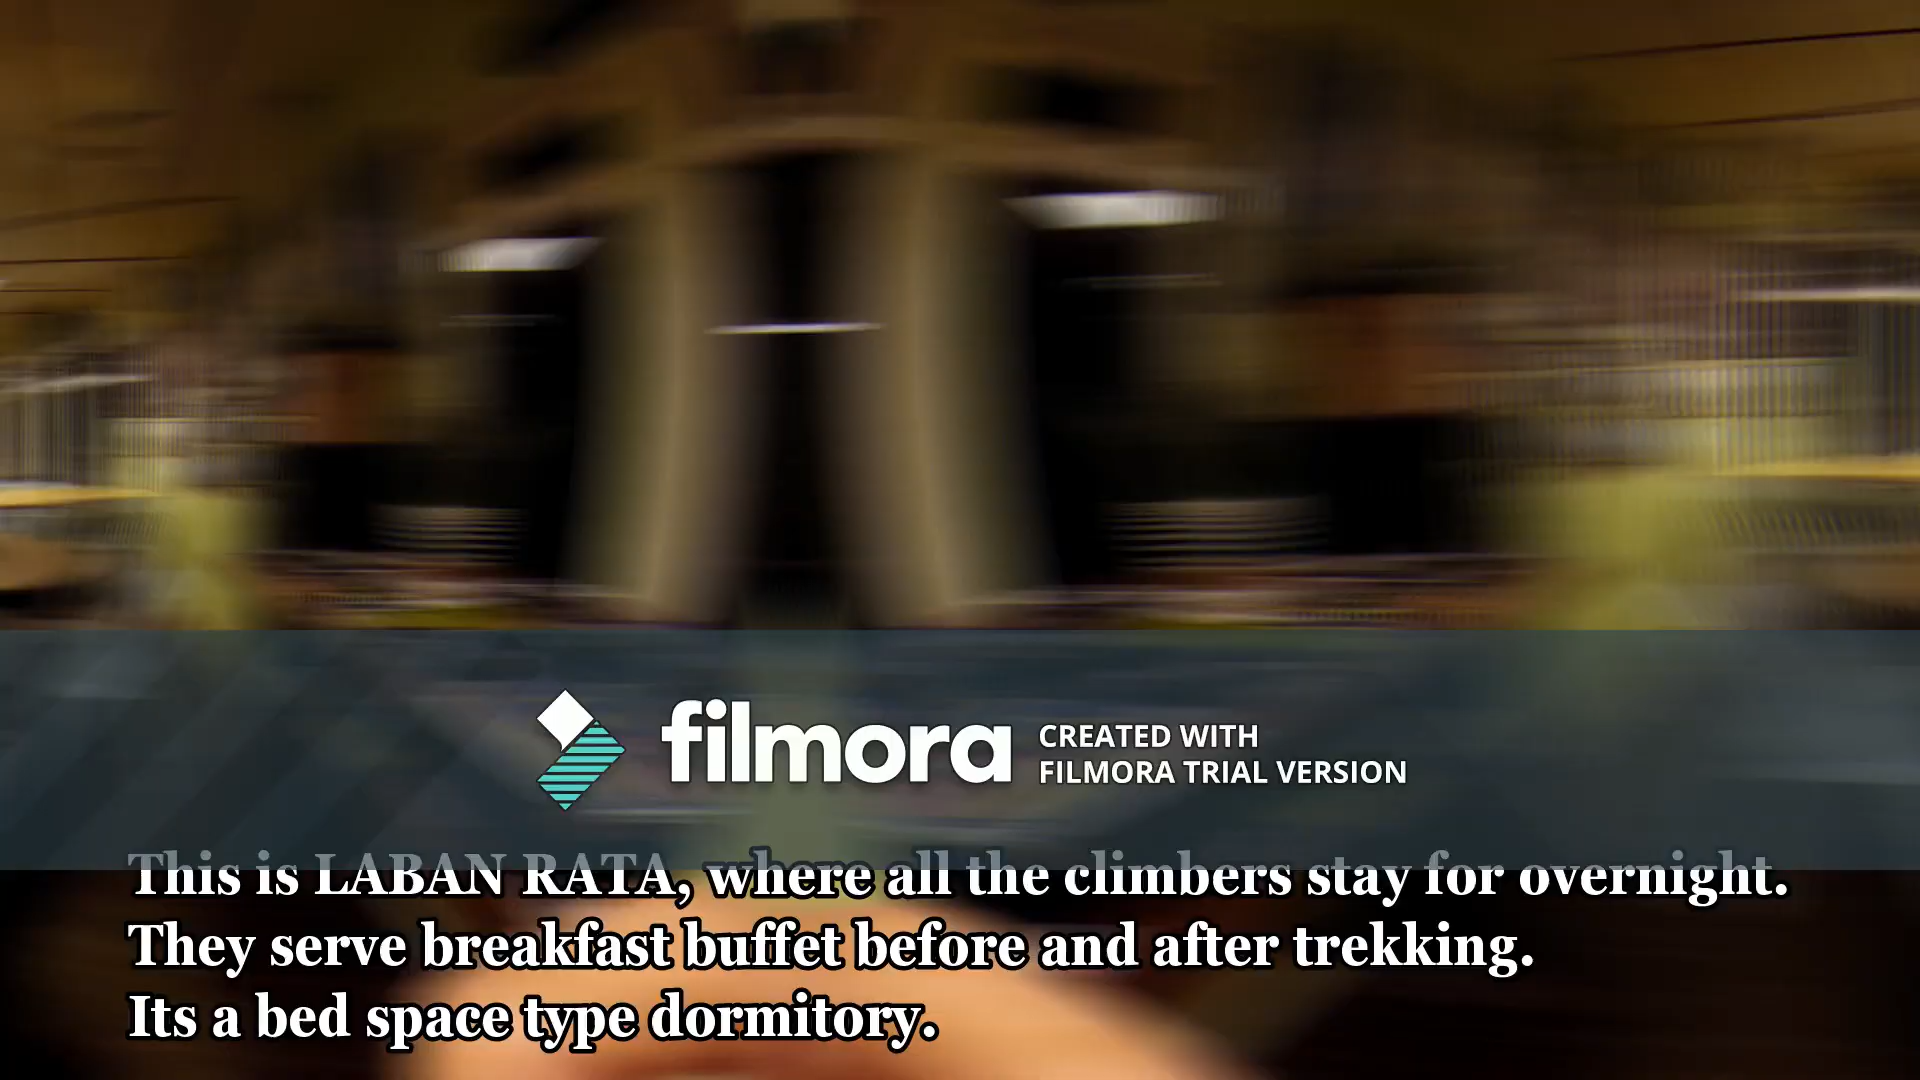 filmora
CREATED WITH
FILMORA TRIAL VERSION
This is LABAN RATA, where all the climbers stay for overnight.
They serve breakfast buffet before and after trekking.
Its a bed space type dormitory.